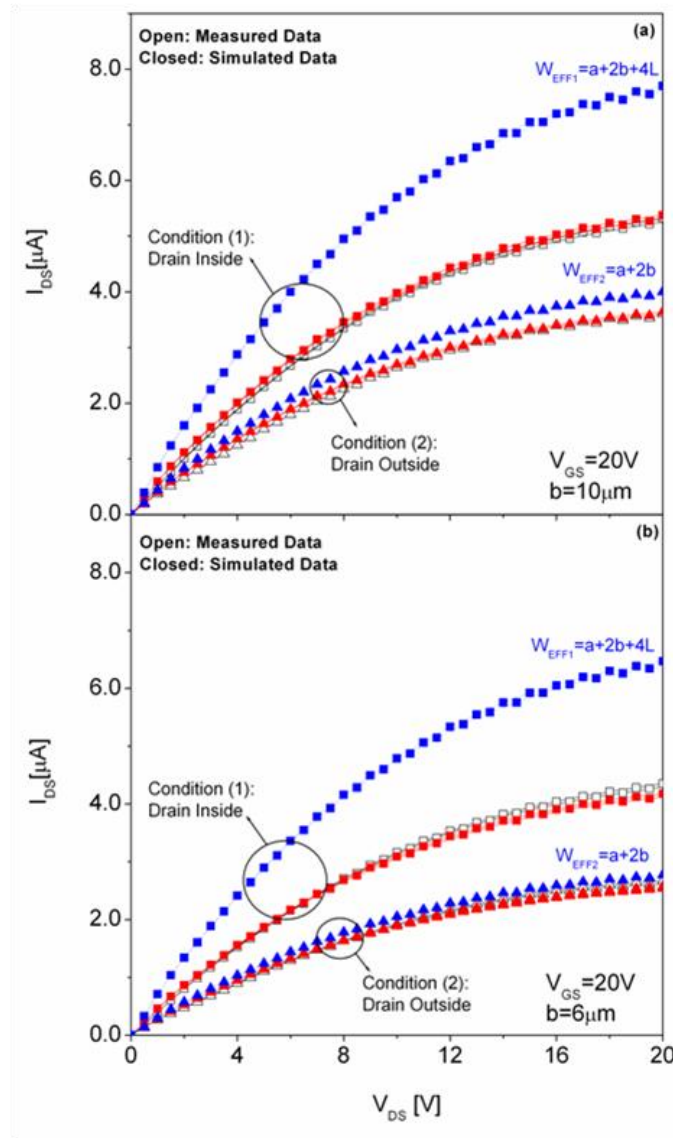 Open: Measured Data
Closed: Simulated Data
(a)
W_EFF1=a+2b+4L
8.0
6.0
4.0
2.0
0.0
I_DS[μA]
Condition (1):
Drain Inside
W_EFF2=a+2b
Condition (2):
Drain Outside
V_GS=20V
b=10μm
Open: Measured Data
Closed: Simulated Data
(b)
8.0
6.0
4.0
2.0
0.0
I_DS[μA]
W_EFF1=a+2b+4L
Condition (1):
Drain Inside
W_EFF2=a+2b
Condition (2):
Drain Outside
V_GS=20V
b=6μm
0 4 8 12 16 20
V_DS [V]